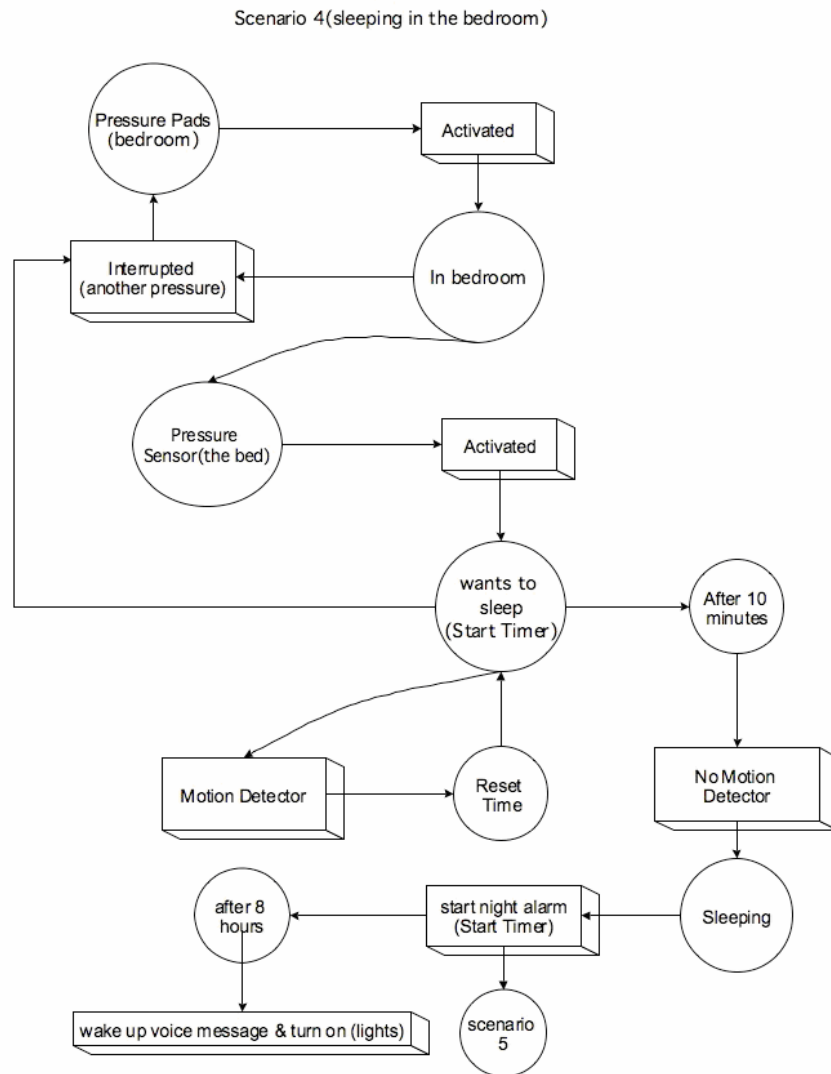 Scenario 4(sleeping in the bedroom)
Pressure Pads
(bedroom)
Activated
Interrupted
(another pressure)
In bedroom
Pressure
Sensor(the bed)
Activated
wants to
sleep
(Start Timer)
After 10
minutes
Motion Detector
Reset
Time
No Motion
Detector
after 8
hours
start night alarm
(Start Timer)
Sleeping
wake up voice message & turn on (lights)
scenario
5